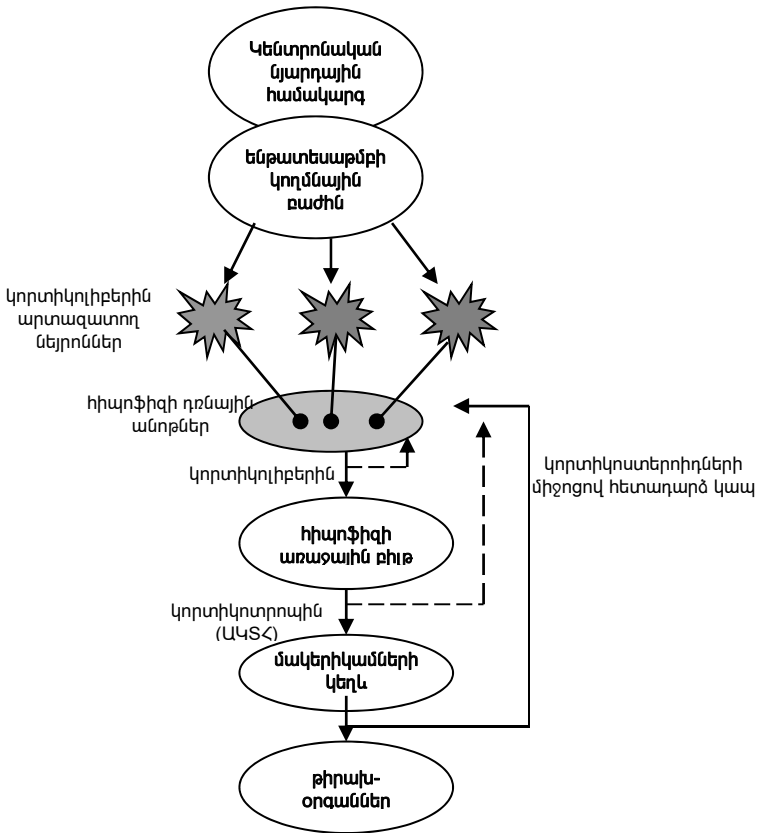 Կենտրոնական
նյարդային
համակարգ
ենթատեսաթմբի
կողմնային
բաժին
կորտիկոլիբերին
արտազատող
նեյրոններ
հիպոֆիզի դռնային
անոթներ
կորտիկոլիբերին
կորտիկոստերոիդների
միջոցով հետադարձ կապ
հիպոֆիզի
առաջային բիլթ
կորտիկոտրոպին
(ԱԿՏՀ)
մակերիկամների
կեղև
թիրախ-
օրգաններ